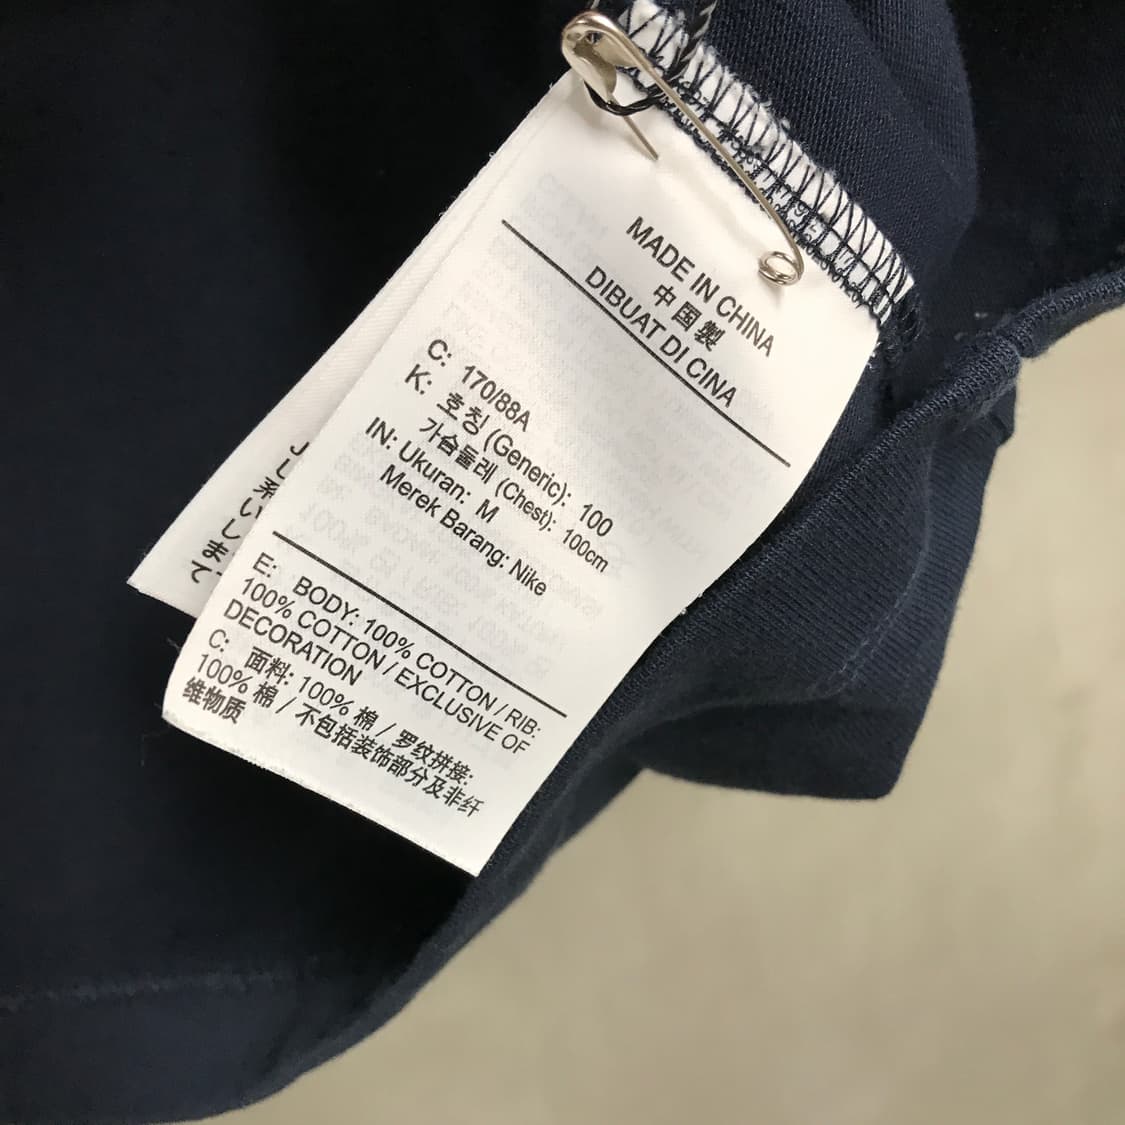 MADE IN CHINA
中国製
DIBUAT DI CINA
C: 170/88A
K: 호칭 (Generic): 100
가슴둘레 (Chest): 100cm
IN: Ukuran: M
Merek Barang: Nike
E: BODY: 100% COTTON / RIB:
100% COTTON / EXCLUSIVE OF
DECORATION
C: 面料: 100% 棉 / 罗纹拼接:
100% 棉 / 不包括装饰部分及非纤
维物质